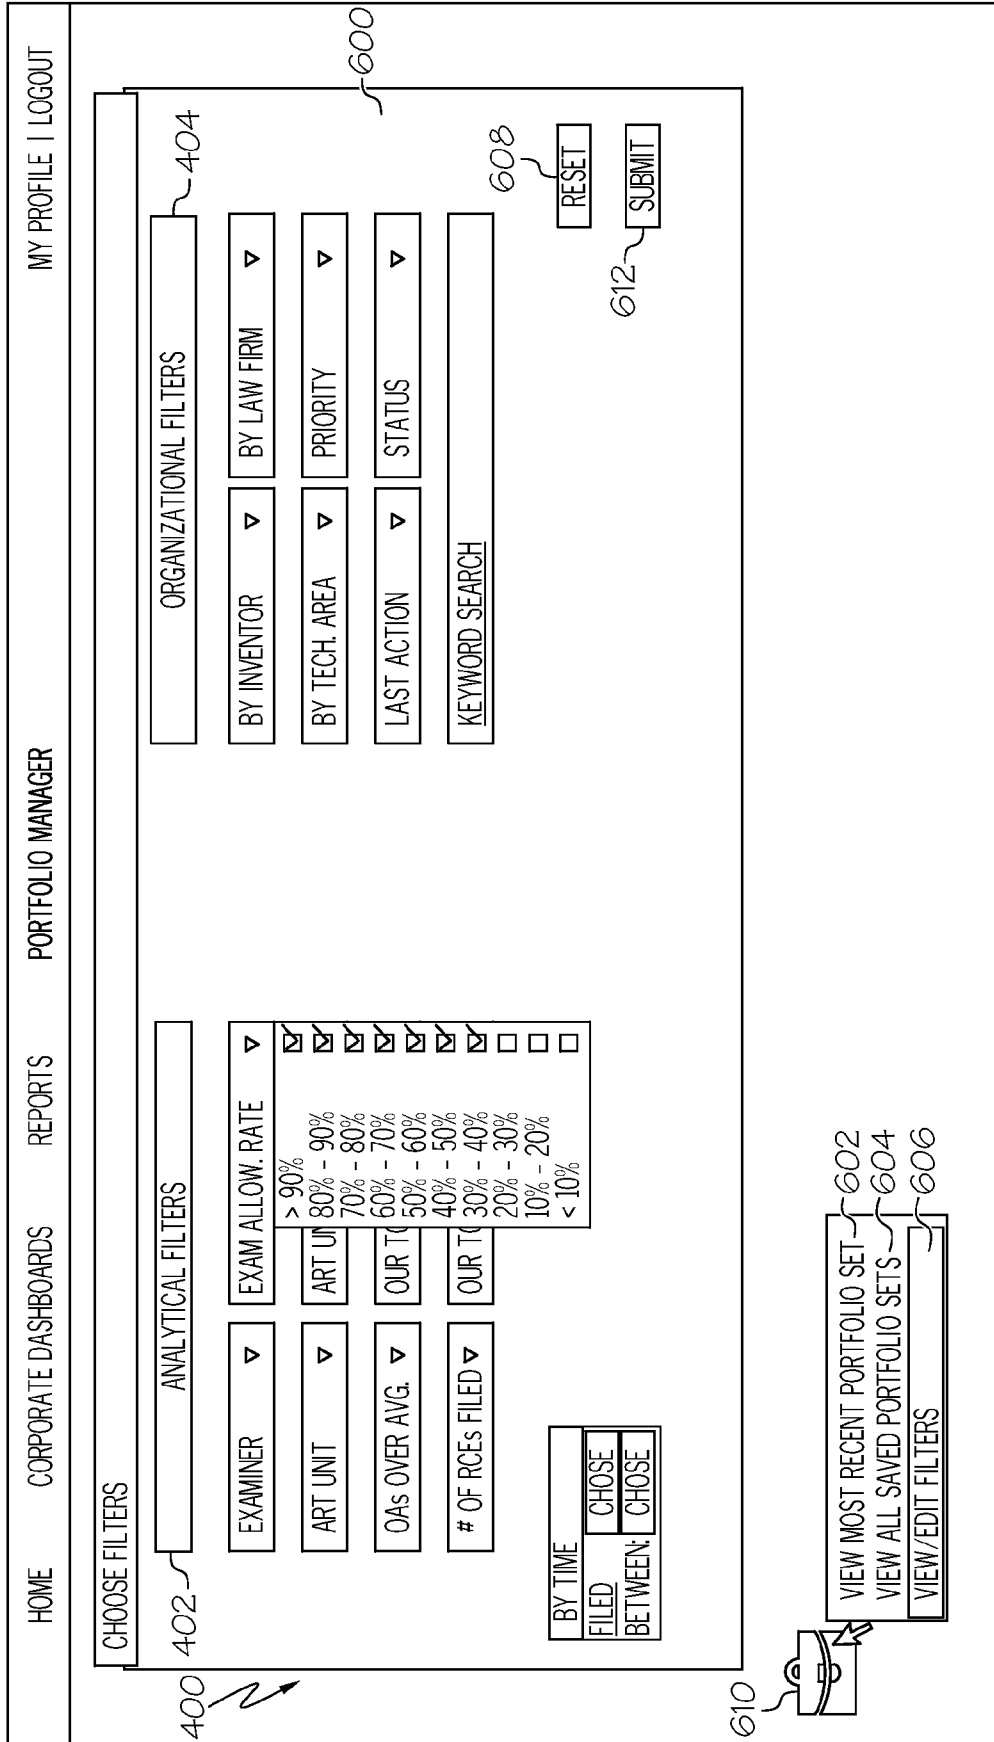 HOME CORPORATE DASHBOARDS REPORTS PORTFOLIO MANAGER MY PROFILE | LOGOUT
CHOOSE FILTERS
400
402
ANALYTICAL FILTERS
EXAMINER
EXAM ALLOW. RATE
ART UNIT
ART UN
OAs OVER AVG.
OUR TO
# OF RCEs FILED
OUR TO
> 90%
80% - 90%
70% - 80%
60% - 70%
50% - 60%
40% - 50%
30% - 40%
20% - 30%
10% - 20%
< 10%
BY TIME
FILED CHOSE
BETWEEN: CHOSE
ORGANIZATIONAL FILTERS
404
BY INVENTOR
BY LAW FIRM
BY TECH. AREA
PRIORITY
LAST ACTION
STATUS
KEYWORD SEARCH
600
608
RESET
612
SUBMIT
610
VIEW MOST RECENT PORTFOLIO SET 602
VIEW ALL SAVED PORTFOLIO SETS 604
VIEW/EDIT FILTERS 606